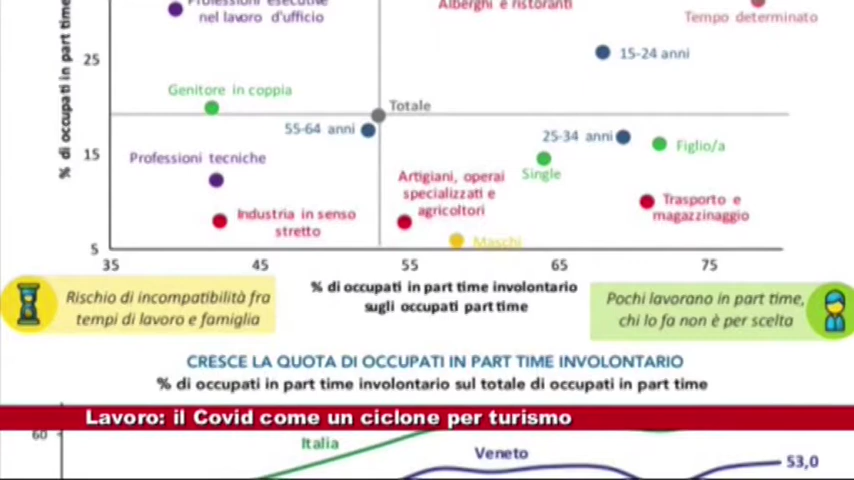 Professioni esecutive
nel lavoro d'ufficio
Alberghi e ristoranti
Tempo determinato
% di occupati in part time
25
15-24 anni
Genitore in coppia
Totale
55-64 anni
25-34 anni
Figlio/a
15
Professioni tecniche
Single
Artigiani, operai
specializzati e
agricoltori
Trasporto e
magazzinaggio
Industria in senso
stretto
Maschi
5
35
45
55
65
75
% di occupati in part time involontario
sugli occupati part time
Rischio di incompatibilità fra
tempi di lavoro e famiglia
Pochi lavorano in part time,
chi lo fa non è per scelta
CRESCE LA QUOTA DI OCCUPATI IN PART TIME INVOLONTARIO
% di occupati in part time involontario sul totale di occupati in part time
Lavoro: il Covid come un ciclone per turismo
60
Italia
Veneto
53,0